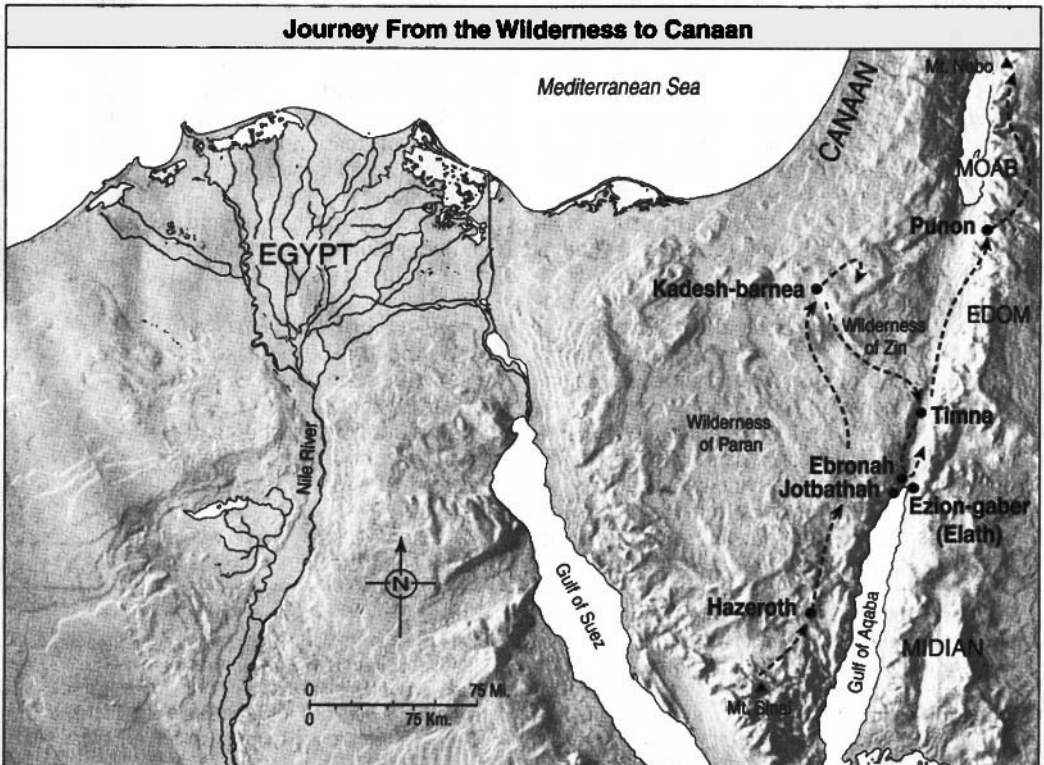 Journey From the Wilderness to Canaan
Mediterranean Sea
CANAAN
Mt. Nebo
MOAB
Punon
EGYPT
Kadesh-barnea
EDOM
Wilderness
of Zin
Timna
Wilderness
of Paran
Nile River
Ebronah
Jotbathah
Ezion-gaber
(Elath)
N
Gulf of Suez
Hazeroth
Gulf of Aqaba
MIDIAN
0
75 Mi.
Mt. Sinai
0
75 Km.